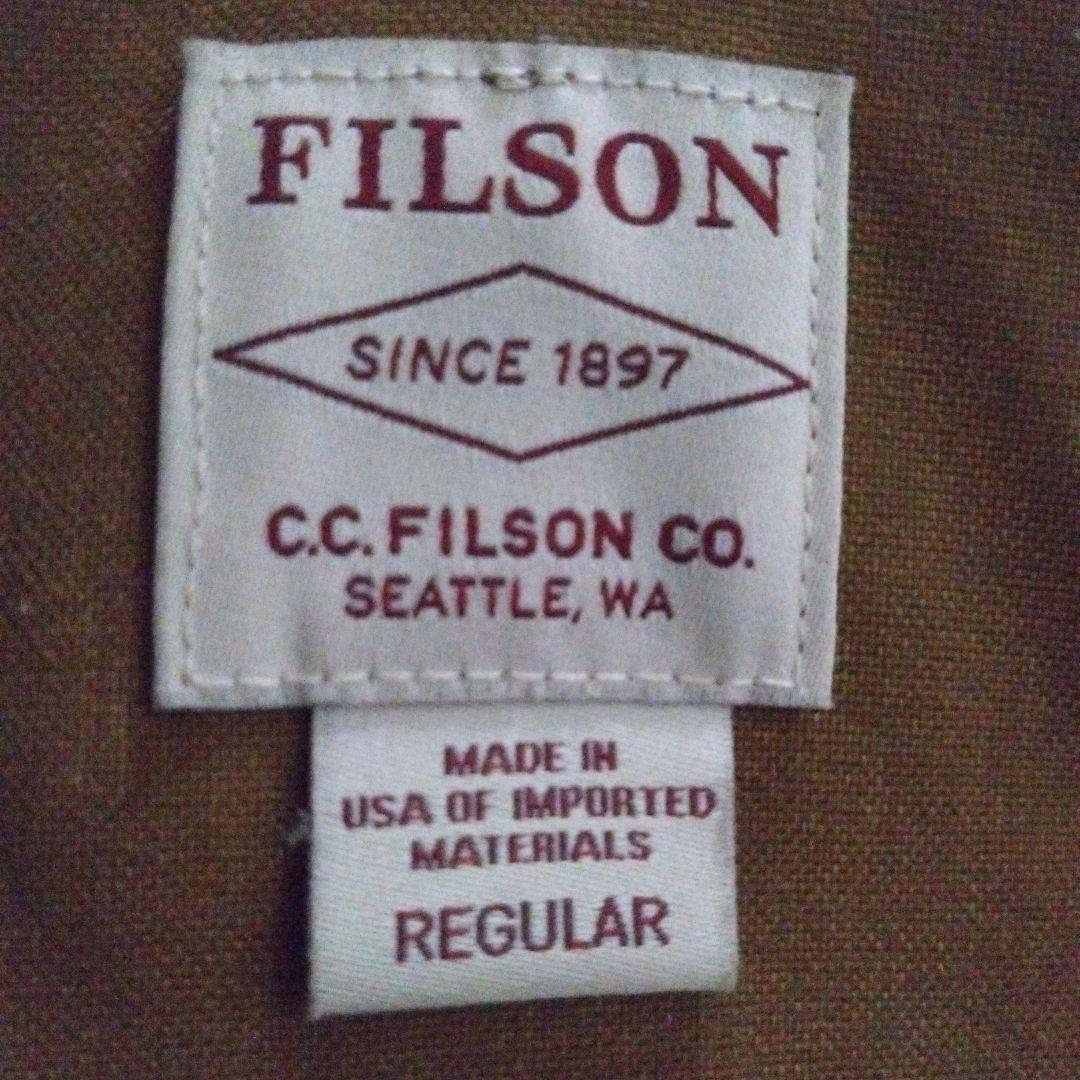 FILSON
SINCE 1897
C.C. FILSON CO.
SEATTLE, WA
MADE IN
USA OF IMPORTED
MATERIALS
REGULAR